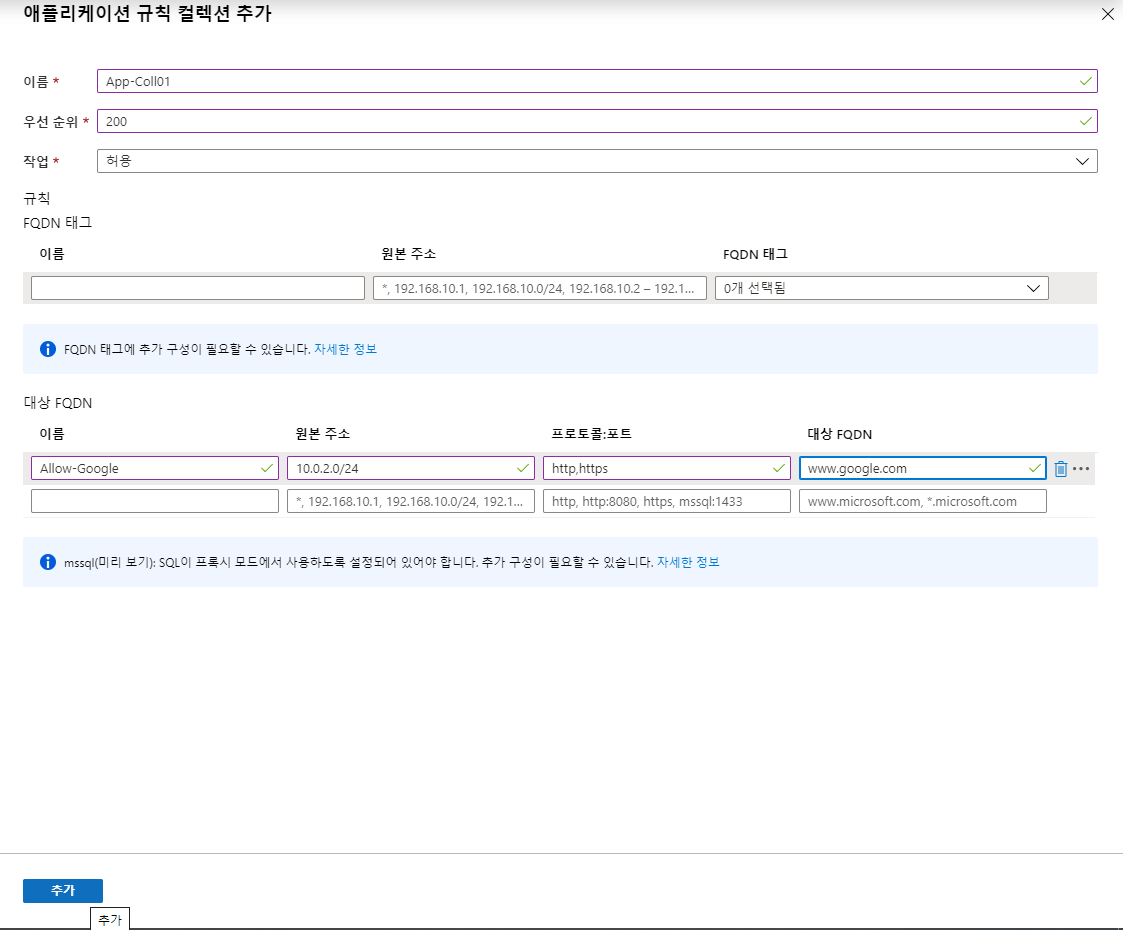 애플리케이션 규칙 컬렉션 추가
이름 *
App-Coll01
우선 순위 *
200
작업 *
허용
규칙
FQDN 태그
이름 원본 주소 FQDN 태그
*, 192.168.10.1, 192.168.10.0/24, 192.168.10.2 – 192.1... 0개 선택됨
FQDN 태그에 추가 구성이 필요할 수 있습니다. 자세한 정보
대상 FQDN
이름 원본 주소 프로토콜:포트 대상 FQDN
Allow-Google 10.0.2.0/24 http,https www.google.com
*, 192.168.10.1, 192.168.10.0/24, 192.1... http, http:8080, https, mssql:1433 www.microsoft.com, *.microsoft.com
mssql(미리 보기): SQL이 프록시 모드에서 사용하도록 설정되어 있어야 합니다. 추가 구성이 필요할 수 있습니다. 자세한 정보
추가
추가